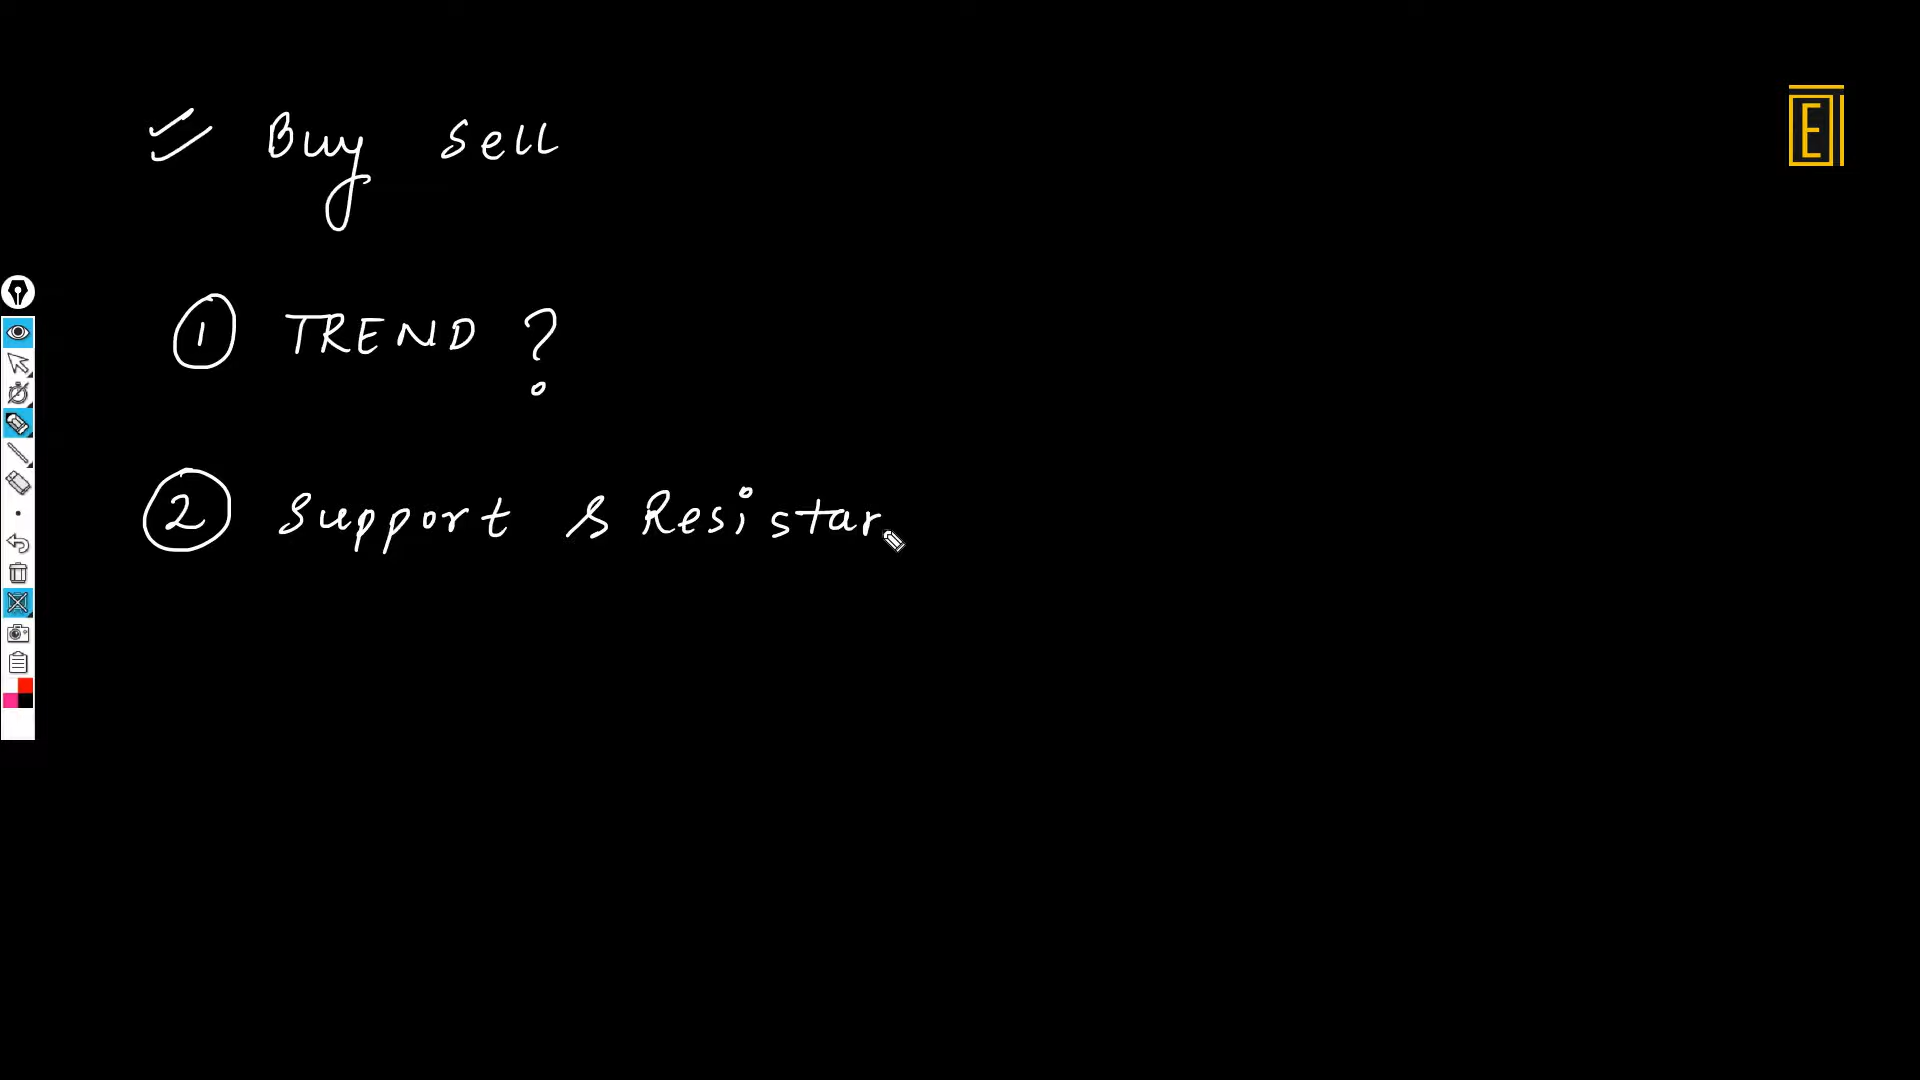 Buy Sell
E
① TREND ?
② Support & Resistar